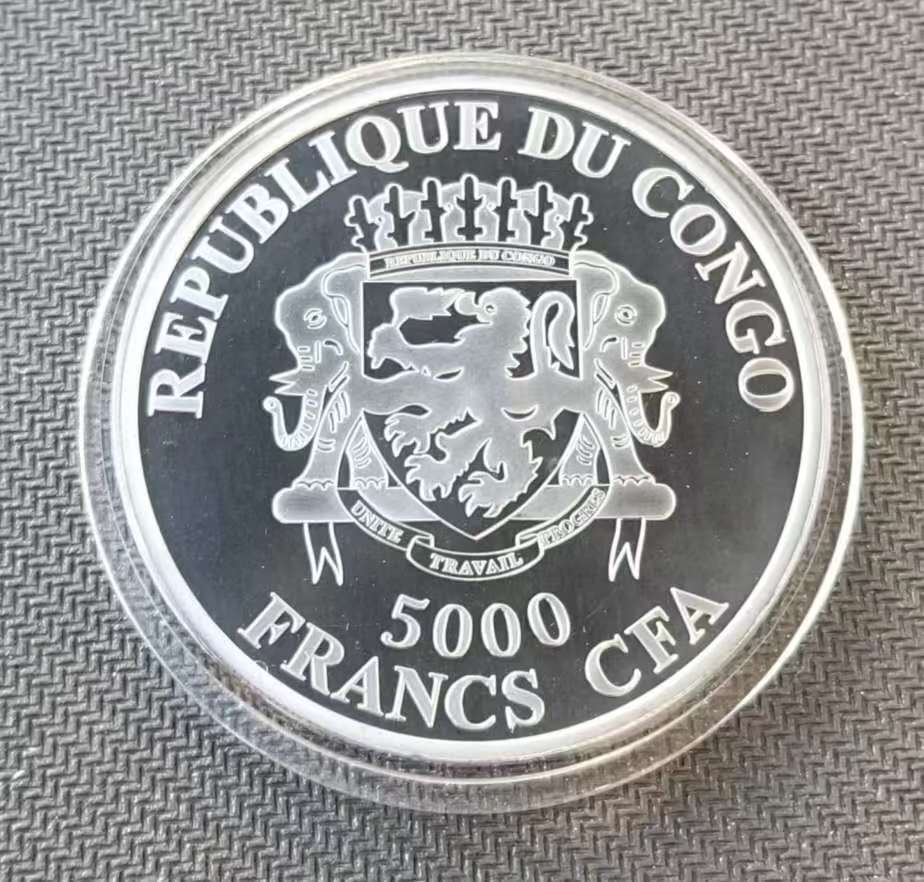 REPUBLIQUE DU CONGO
REPUBLIQUE DU CONGO
UNITE TRAVAIL PROGRES
5000
FRANCS CFA